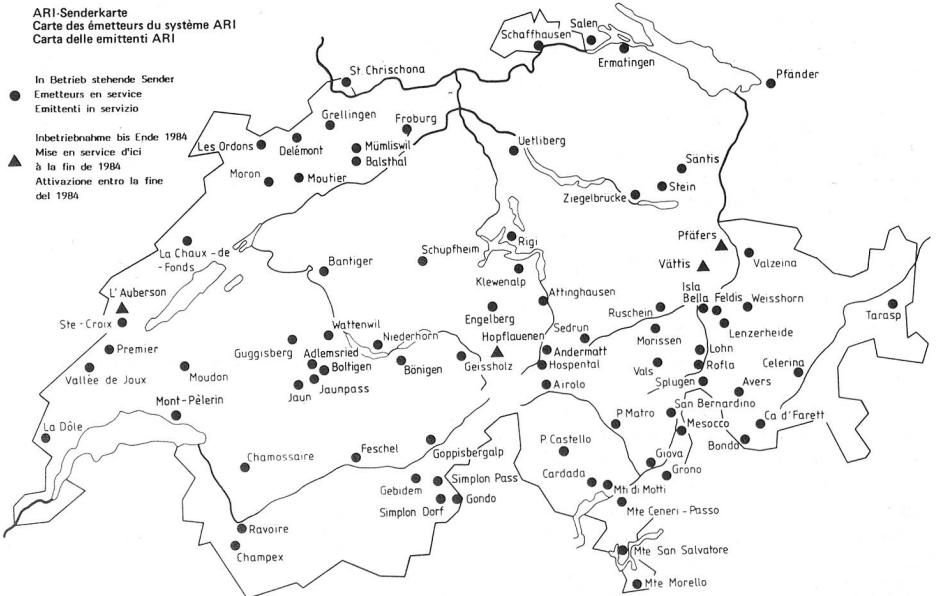 ARI-Senderkarte
Carte des émetteurs du système ARI
Carta delle emittenti ARI
In Betrieb stehende Sender
Emetteurs en service
Emittenti in servizio
Inbetriebnahme bis Ende 1984
Mise en service d'ici
à la fin de 1984
Attivazione entro la fine
del 1984
Schaffhausen
Salen
Ermatingen
Pfänder
St. Chrischona
Grellingen
Froburg
Les Ordons
Delémont
Mümliswil
Balsthal
Uetliberg
Moron
Moutier
Säntis
Stein
Ziegelbrücke
La Chaux-de
-Fonds
Bantiger
Schupfheim
Rigi
Klewenalp
Pfäfers
Vättis
Valzeina
L'Auberson
Ste-Croix
Premier
Vallée de Joux
Moudon
Mont-Pèlerin
La Dôle
Engelberg
Attinghausen
Hopflauenen
Sedrun
Andermatt
Hospental
Airolo
Ruschein
Morissen
Vals
Isla
Bella
Feldis
Weisshorn
Lenzerheide
Tarasp
Wattenwil
Niederhorn
Guggisberg
Adlemsried
Boltigen
Bönigen
Geissholz
Jaun
Jaunpass
Lohn
Rofla
Splugen
Avers
Celerina
San Bernardino
Mesocco
Ca d'Farett
Bondo
P. Matro
Chamossaire
Feschel
Goppisbergalp
P. Castello
Giova
Grono
Cardada
Mti di Motti
Gebidem
Simplon Pass
Simplon Dorf
Gondo
Mte Ceneri-Passo
Ravoire
Champex
Mte San Salvatore
Mte Morello